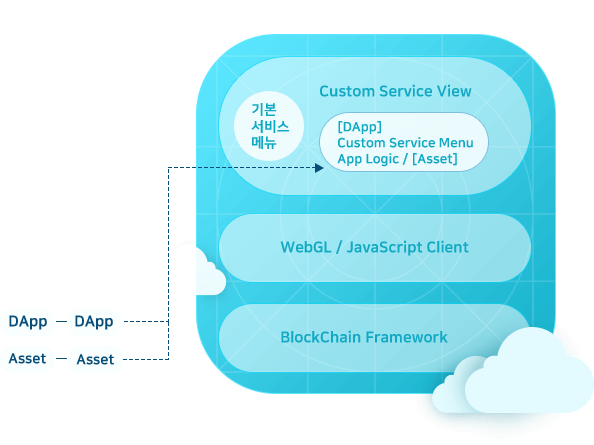 Custom Service View
기본
서비스
메뉴
[DApp]
Custom Service Menu
App Logic / [Asset]
WebGL / JavaScript Client
DApp — DApp
BlockChain Framework
Asset — Asset